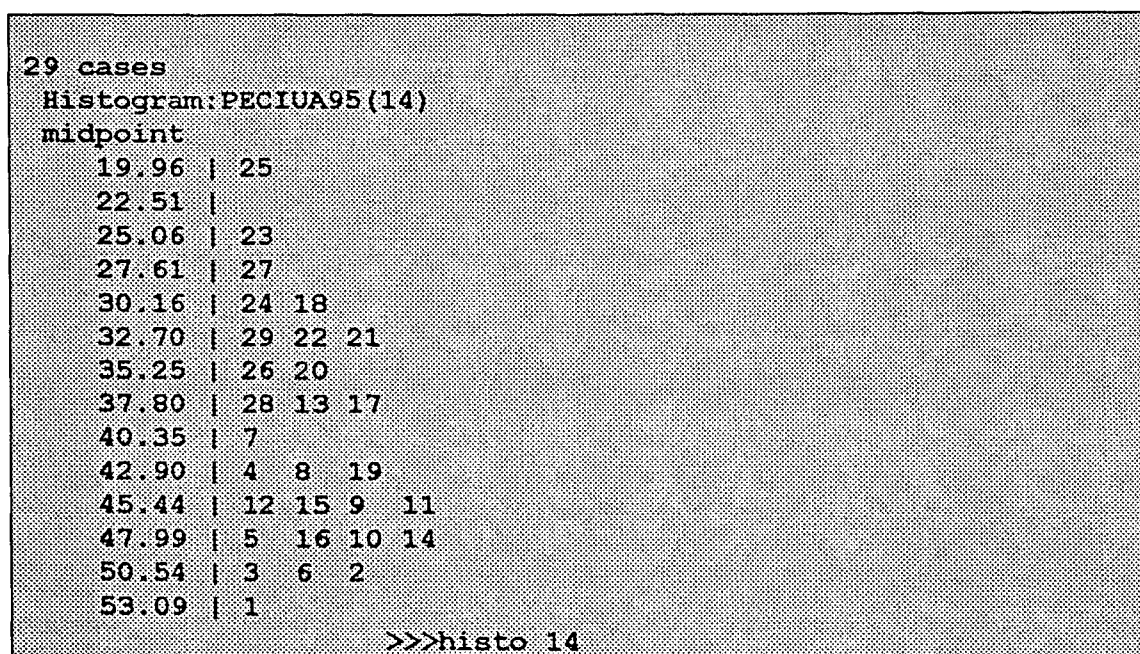 29 cases
Histogram:PECIUA95(14)
midpoint
19.96 | 25
22.51 |
25.06 | 23
27.61 | 27
30.16 | 24 18
32.70 | 29 22 21
35.25 | 26 20
37.80 | 28 13 17
40.35 | 7
42.90 | 4 8 19
45.44 | 12 15 9 11
47.99 | 5 16 10 14
50.54 | 3 6 2
53.09 | 1
>>>histo 14